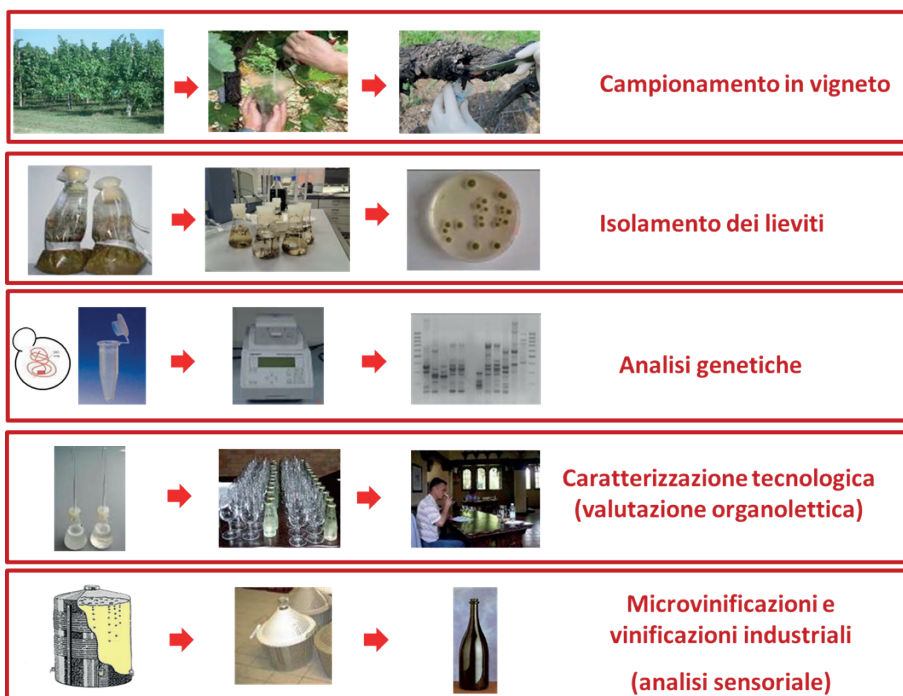 Campionamento in vigneto
Isolamento dei lieviti
Analisi genetiche
Caratterizzazione tecnologica
(valutazione organolettica)
Microvinificazioni e
vinificazioni industriali
(analisi sensoriale)